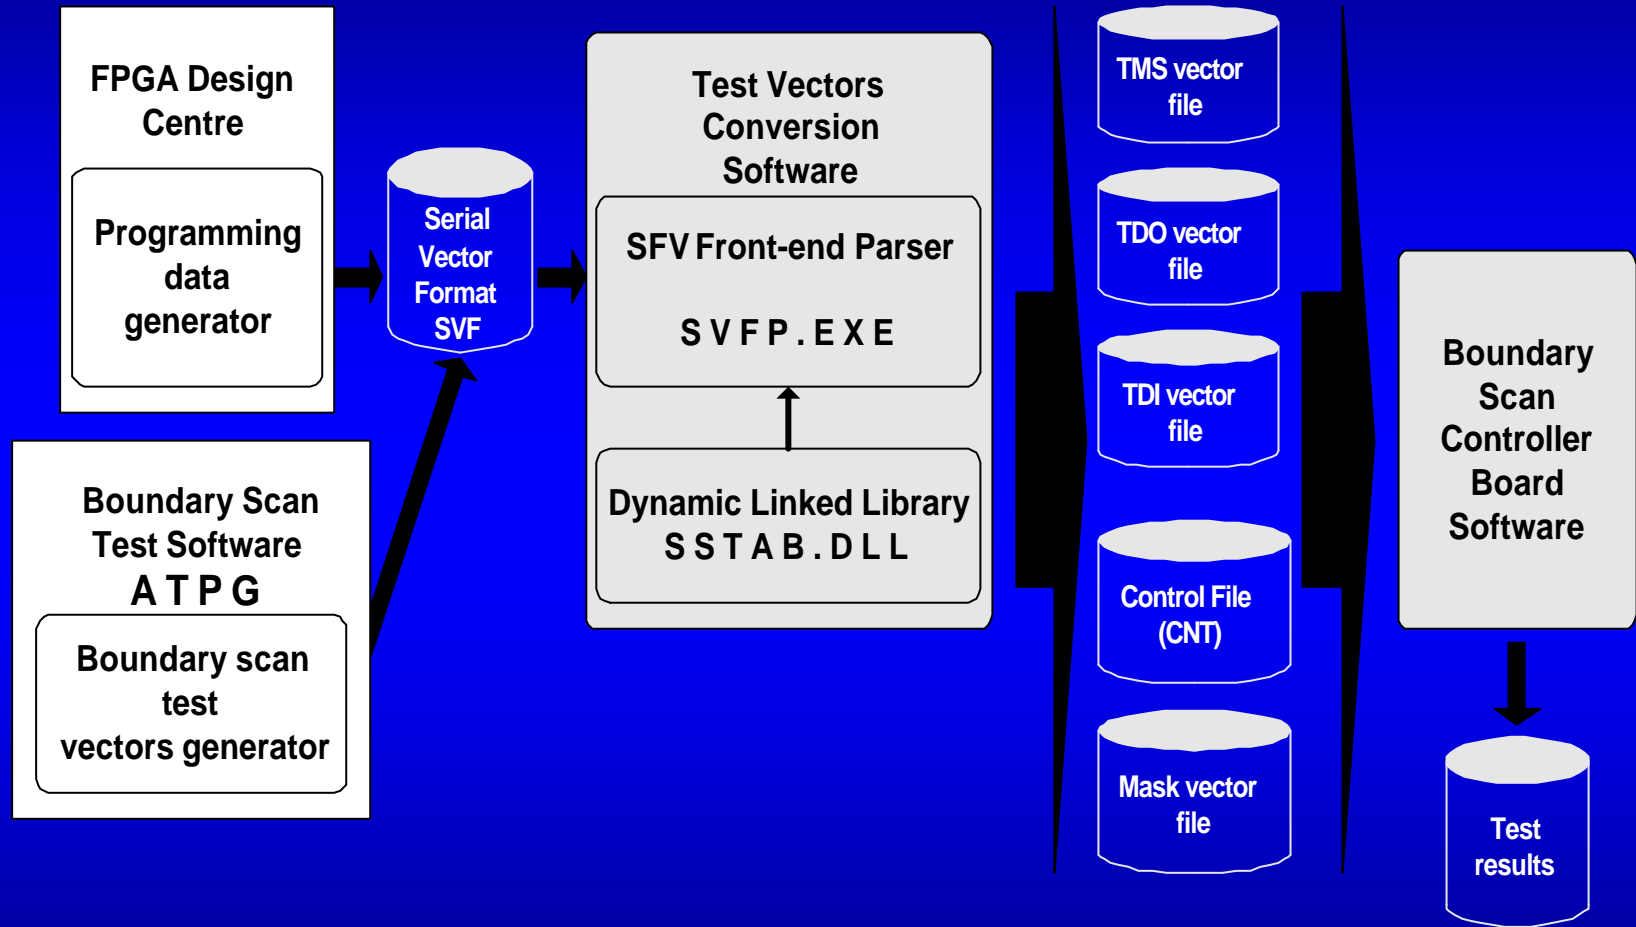 FPGA Design
Centre
Programming
data
generator
Boundary Scan
Test Software
A T P G
Boundary scan
test
vectors generator
Serial
Vector
Format
SVF
Test Vectors
Conversion
Software
SFV Front-end Parser
S V F P . E X E
Dynamic Linked Library
S S T A B . D L L
TMS vector
file
TDO vector
file
TDI vector
file
Control File
(CNT)
Mask vector
file
Boundary
Scan
Controller
Board
Software
Test
results